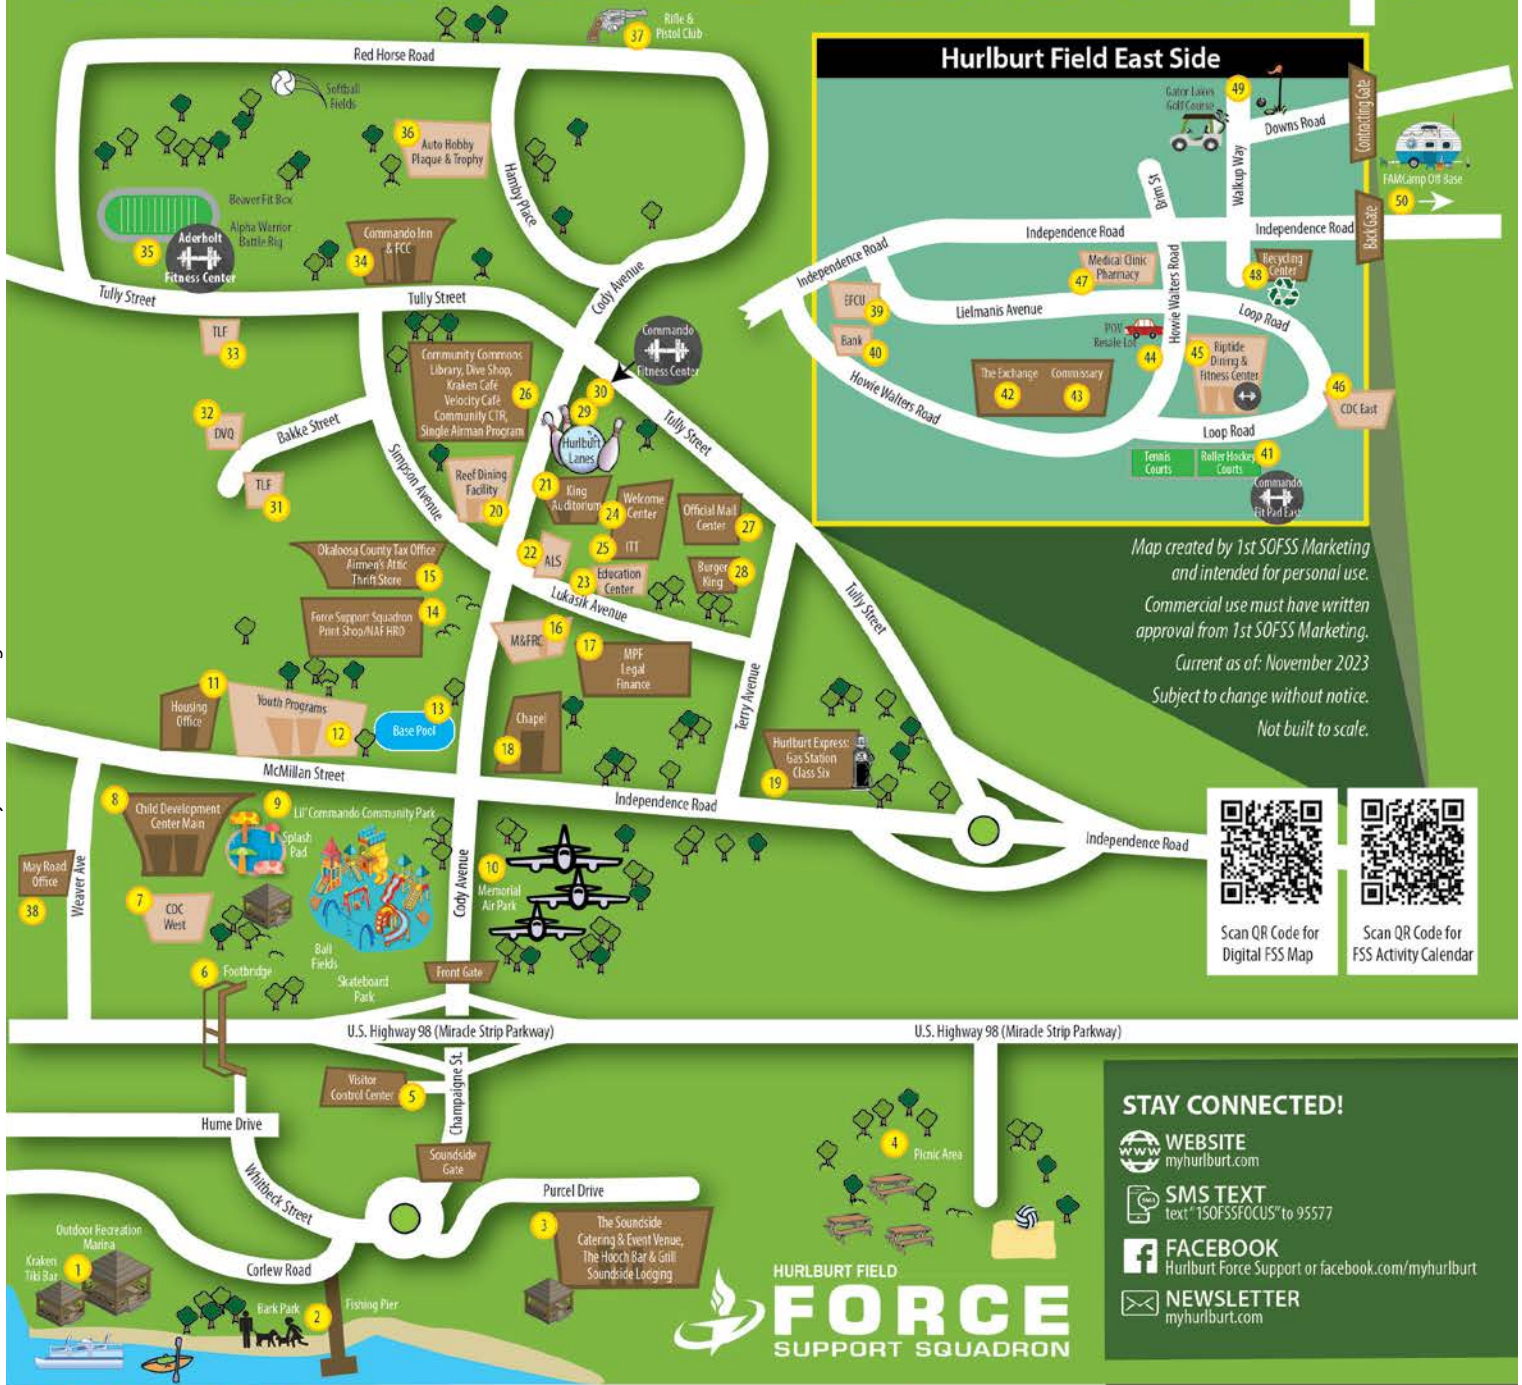 37
Rifle &
Pistol Club
Red Horse Road
Softball
Fields
36
Auto Hobby
Plaque & Trophy
Hamby Place
Beaver Fit Box
Alpha Warrior
Battle Rig
35
Aderholt
Fitness Center
Commando Inn
& FCC
34
Tully Street
Tully Street
Cody Avenue
TLF
33
Community Commons
Library, Dive Shop,
Kraken Café
Velocity Café
Community CTR,
Single Airman Program
26
Commando
Fitness Center
30
29
Hurlburt
Lanes
Tully Street
32
DVQ
Bakke Street
Simpson Avenue
TLF
31
Reef Dining
Facility
20
21
King
Auditorium
24
Welcome
Center
25
ITT
Official Mail
Center
27
22
ALS
23
Education
Center
Burger
King
28
Okaloosa County Tax Office
Airmen's Attic
Thrift Store
15
Lukasik Avenue
Tully Street
Force Support Squadron
Print Shop/NAF HRO
14
M&FRC
16
17
MPF
Legal
Finance
11
Housing
Office
Youth Programs
12
13
Base Pool
Chapel
18
Terry Avenue
Hurlburt Express:
Gas Station
Class Six
19
McMillan Street
Independence Road
Independence Road
8
Child Development
Center Main
9
Lil' Commando Community Park
Splash
Pad
May Road
Office
38
Weaver Ave
7
CDC
West
Cody Avenue
10
Memorial
Air Park
Ball
Fields
Skateboard
Park
6
Footbridge
Front Gate
U.S. Highway 98 (Miracle Strip Parkway)
U.S. Highway 98 (Miracle Strip Parkway)
Visitor
Control Center
5
Champaigne St.
Hume Drive
Soundside
Gate
Whitbeck Street
Purcel Drive
4
Picnic Area
Outdoor Recreation
Marina
Kraken
Tiki Bar
1
Corlew Road
3
The Soundside
Catering & Event Venue,
The Hooch Bar & Grill
Soundside Lodging
Bark Park
2
Fishing Pier
HURLBURT FIELD
FORCE
SUPPORT SQUADRON
Hurlburt Field East Side
Gator Lakes
Golf Course
49
Downs Road
Contracting Gate
FAMCamp Off Base
50
Brim St
Walkup Way
Independence Road
Independence Road
Independence Road
Back Gate
Medical Clinic
Pharmacy
47
48
Recycling
Center
EFCU
39
Lielmanis Avenue
Howie Walters Road
Loop Road
Bank
40
POV
Resale Lot
44
45
Riptide
Dining &
Fitness Center
The Exchange
42
Commissary
43
46
CDC East
Howie Walters Road
Loop Road
Tennis
Courts
Roller Hockey
Courts
41
Commando
Fit Pad East
Map created by 1st SOFSS Marketing
and intended for personal use.
Commercial use must have written
approval from 1st SOFSS Marketing.
Current as of: November 2023
Subject to change without notice.
Not built to scale.
Scan QR Code for
Digital FSS Map
Scan QR Code for
FSS Activity Calendar
STAY CONNECTED!
www
WEBSITE
myhurlburt.com
SMS
SMS TEXT
text "1SOFSSFOCUS" to 95577
f
FACEBOOK
Hurlburt Force Support or facebook.com/myhurlburt
NEWSLETTER
myhurlburt.com